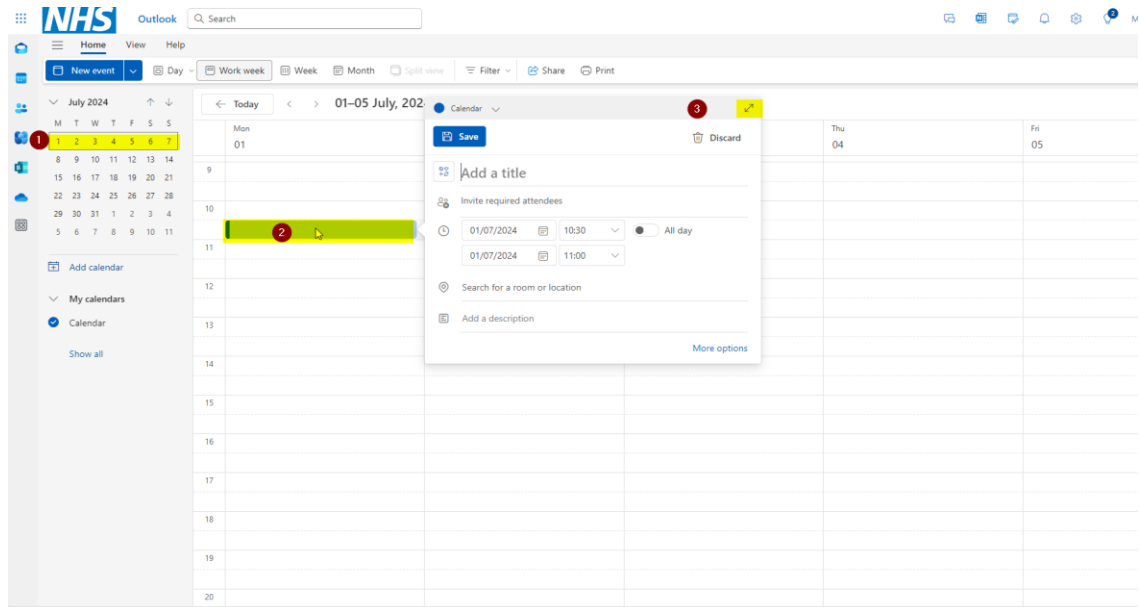 NHS Outlook Search 2 M
Home View Help
New event Day Work week Week Month Split view Filter Share Print
July 2024
M T W T F S S
1 2 3 4 5 6 7
8 9 10 11 12 13 14
15 16 17 18 19 20 21
22 23 24 25 26 27 28
29 30 31 1 2 3 4
5 6 7 8 9 10 11
1
Add calendar
My calendars
Calendar
Show all
Today 01–05 July, 202
Mon
01
Thu
04
Fri
05
9
10
11
12
13
14
15
16
17
18
19
20
2
Calendar 3
Save Discard
Add a title
Invite required attendees
01/07/2024 10:30 All day
01/07/2024 11:00
Search for a room or location
Add a description
More options